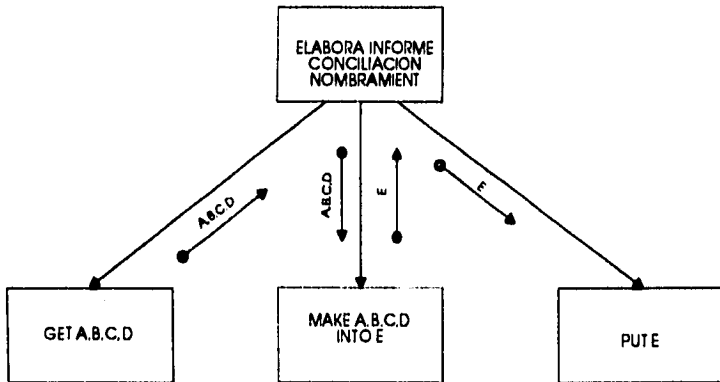 ELABORA INFORME
CONCILIACION
NOMBRAMIENT
A.B.C.D
A.B.C.D
E
E
GET A.B.C.D
MAKE A.B.C.D
INTO E
PUT E